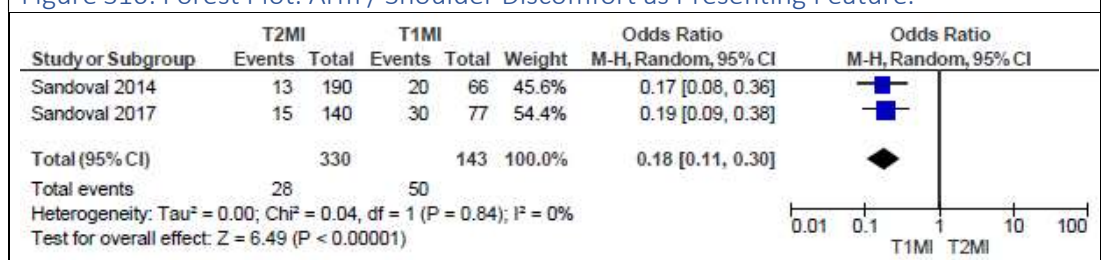 Figure S10: Forest Plot: Arm / Shoulder Discomfort as Presenting Feature.
T2MI T1MI Odds Ratio Odds Ratio
Study or Subgroup Events Total Events Total Weight M-H, Random, 95% CI M-H, Random, 95% CI
Sandoval 2014 13 190 20 66 45.6% 0.17 [0.08, 0.36]
Sandoval 2017 15 140 30 77 54.4% 0.19 [0.09, 0.38]
Total (95% CI) 330 143 100.0% 0.18 [0.11, 0.30]
Total events 28 50
Heterogeneity: Tau² = 0.00; Chi² = 0.04, df = 1 (P = 0.84); I² = 0%
Test for overall effect: Z = 6.49 (P < 0.00001)
0.01 0.1 1 10 100
T1MI T2MI